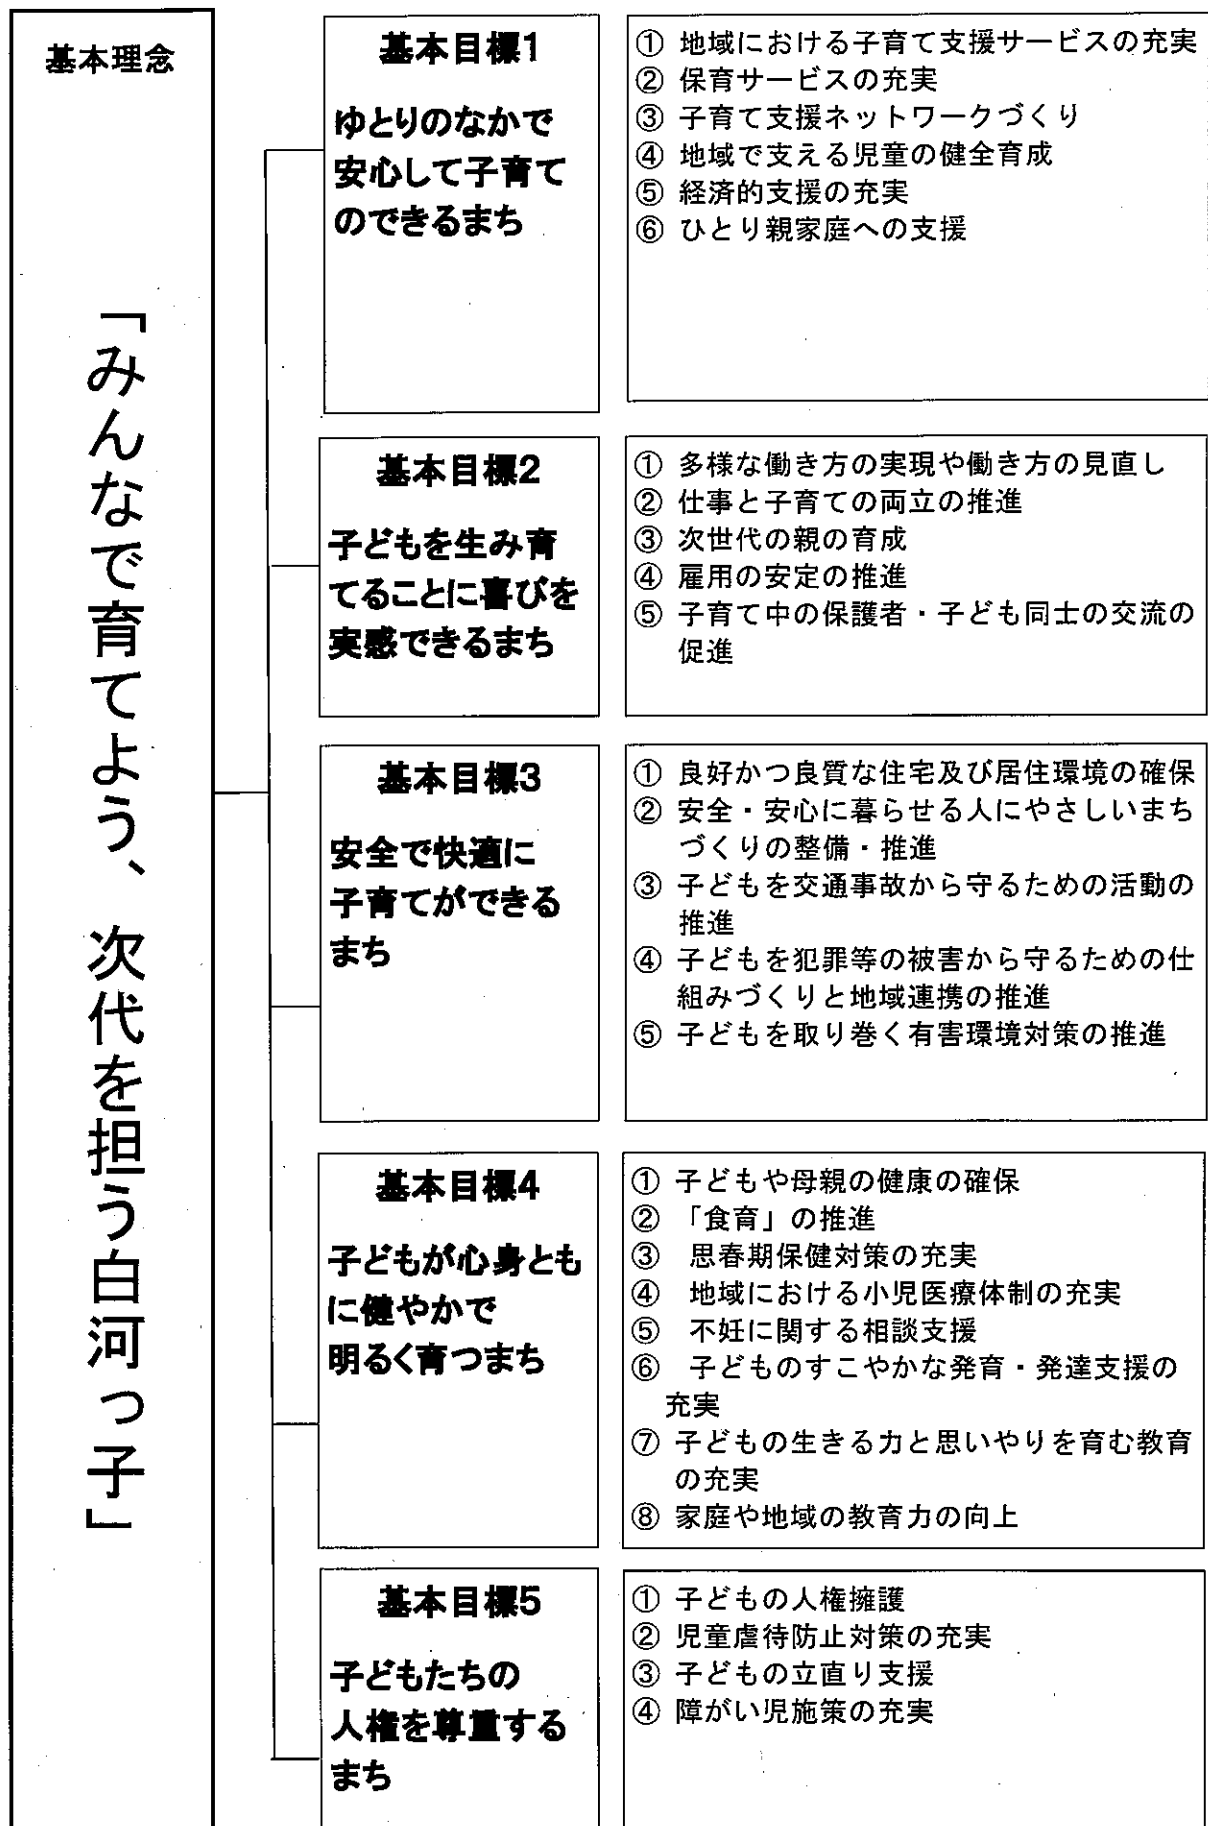 基本理念
「みんなで育てよう、次代を担う白河っ子」
基本目標1
ゆとりのなかで
安心して子育て
のできるまち
① 地域における子育て支援サービスの充実
② 保育サービスの充実
③ 子育て支援ネットワークづくり
④ 地域で支える児童の健全育成
⑤ 経済的支援の充実
⑥ ひとり親家庭への支援
基本目標2
子どもを生み育
てることに喜びを
実感できるまち
① 多様な働き方の実現や働き方の見直し
② 仕事と子育ての両立の推進
③ 次世代の親の育成
④ 雇用の安定の推進
⑤ 子育て中の保護者・子ども同士の交流の
促進
基本目標3
安全で快適に
子育てができる
まち
① 良好かつ良質な住宅及び居住環境の確保
② 安全・安心に暮らせる人にやさしいまち
づくりの整備・推進
③ 子どもを交通事故から守るための活動の
推進
④ 子どもを犯罪等の被害から守るための仕
組みづくりと地域連携の推進
⑤ 子どもを取り巻く有害環境対策の推進
基本目標4
子どもが心身とも
に健やかで
明るく育つまち
① 子どもや母親の健康の確保
② 「食育」の推進
③ 思春期保健対策の充実
④ 地域における小児医療体制の充実
⑤ 不妊に関する相談支援
⑥ 子どものすこやかな発育・発達支援の
充実
⑦ 子どもの生きる力と思いやりを育む教育
の充実
⑧ 家庭や地域の教育力の向上
基本目標5
子どもたちの
人権を尊重する
まち
① 子どもの人権擁護
② 児童虐待防止対策の充実
③ 子どもの立直り支援
④ 障がい児施策の充実